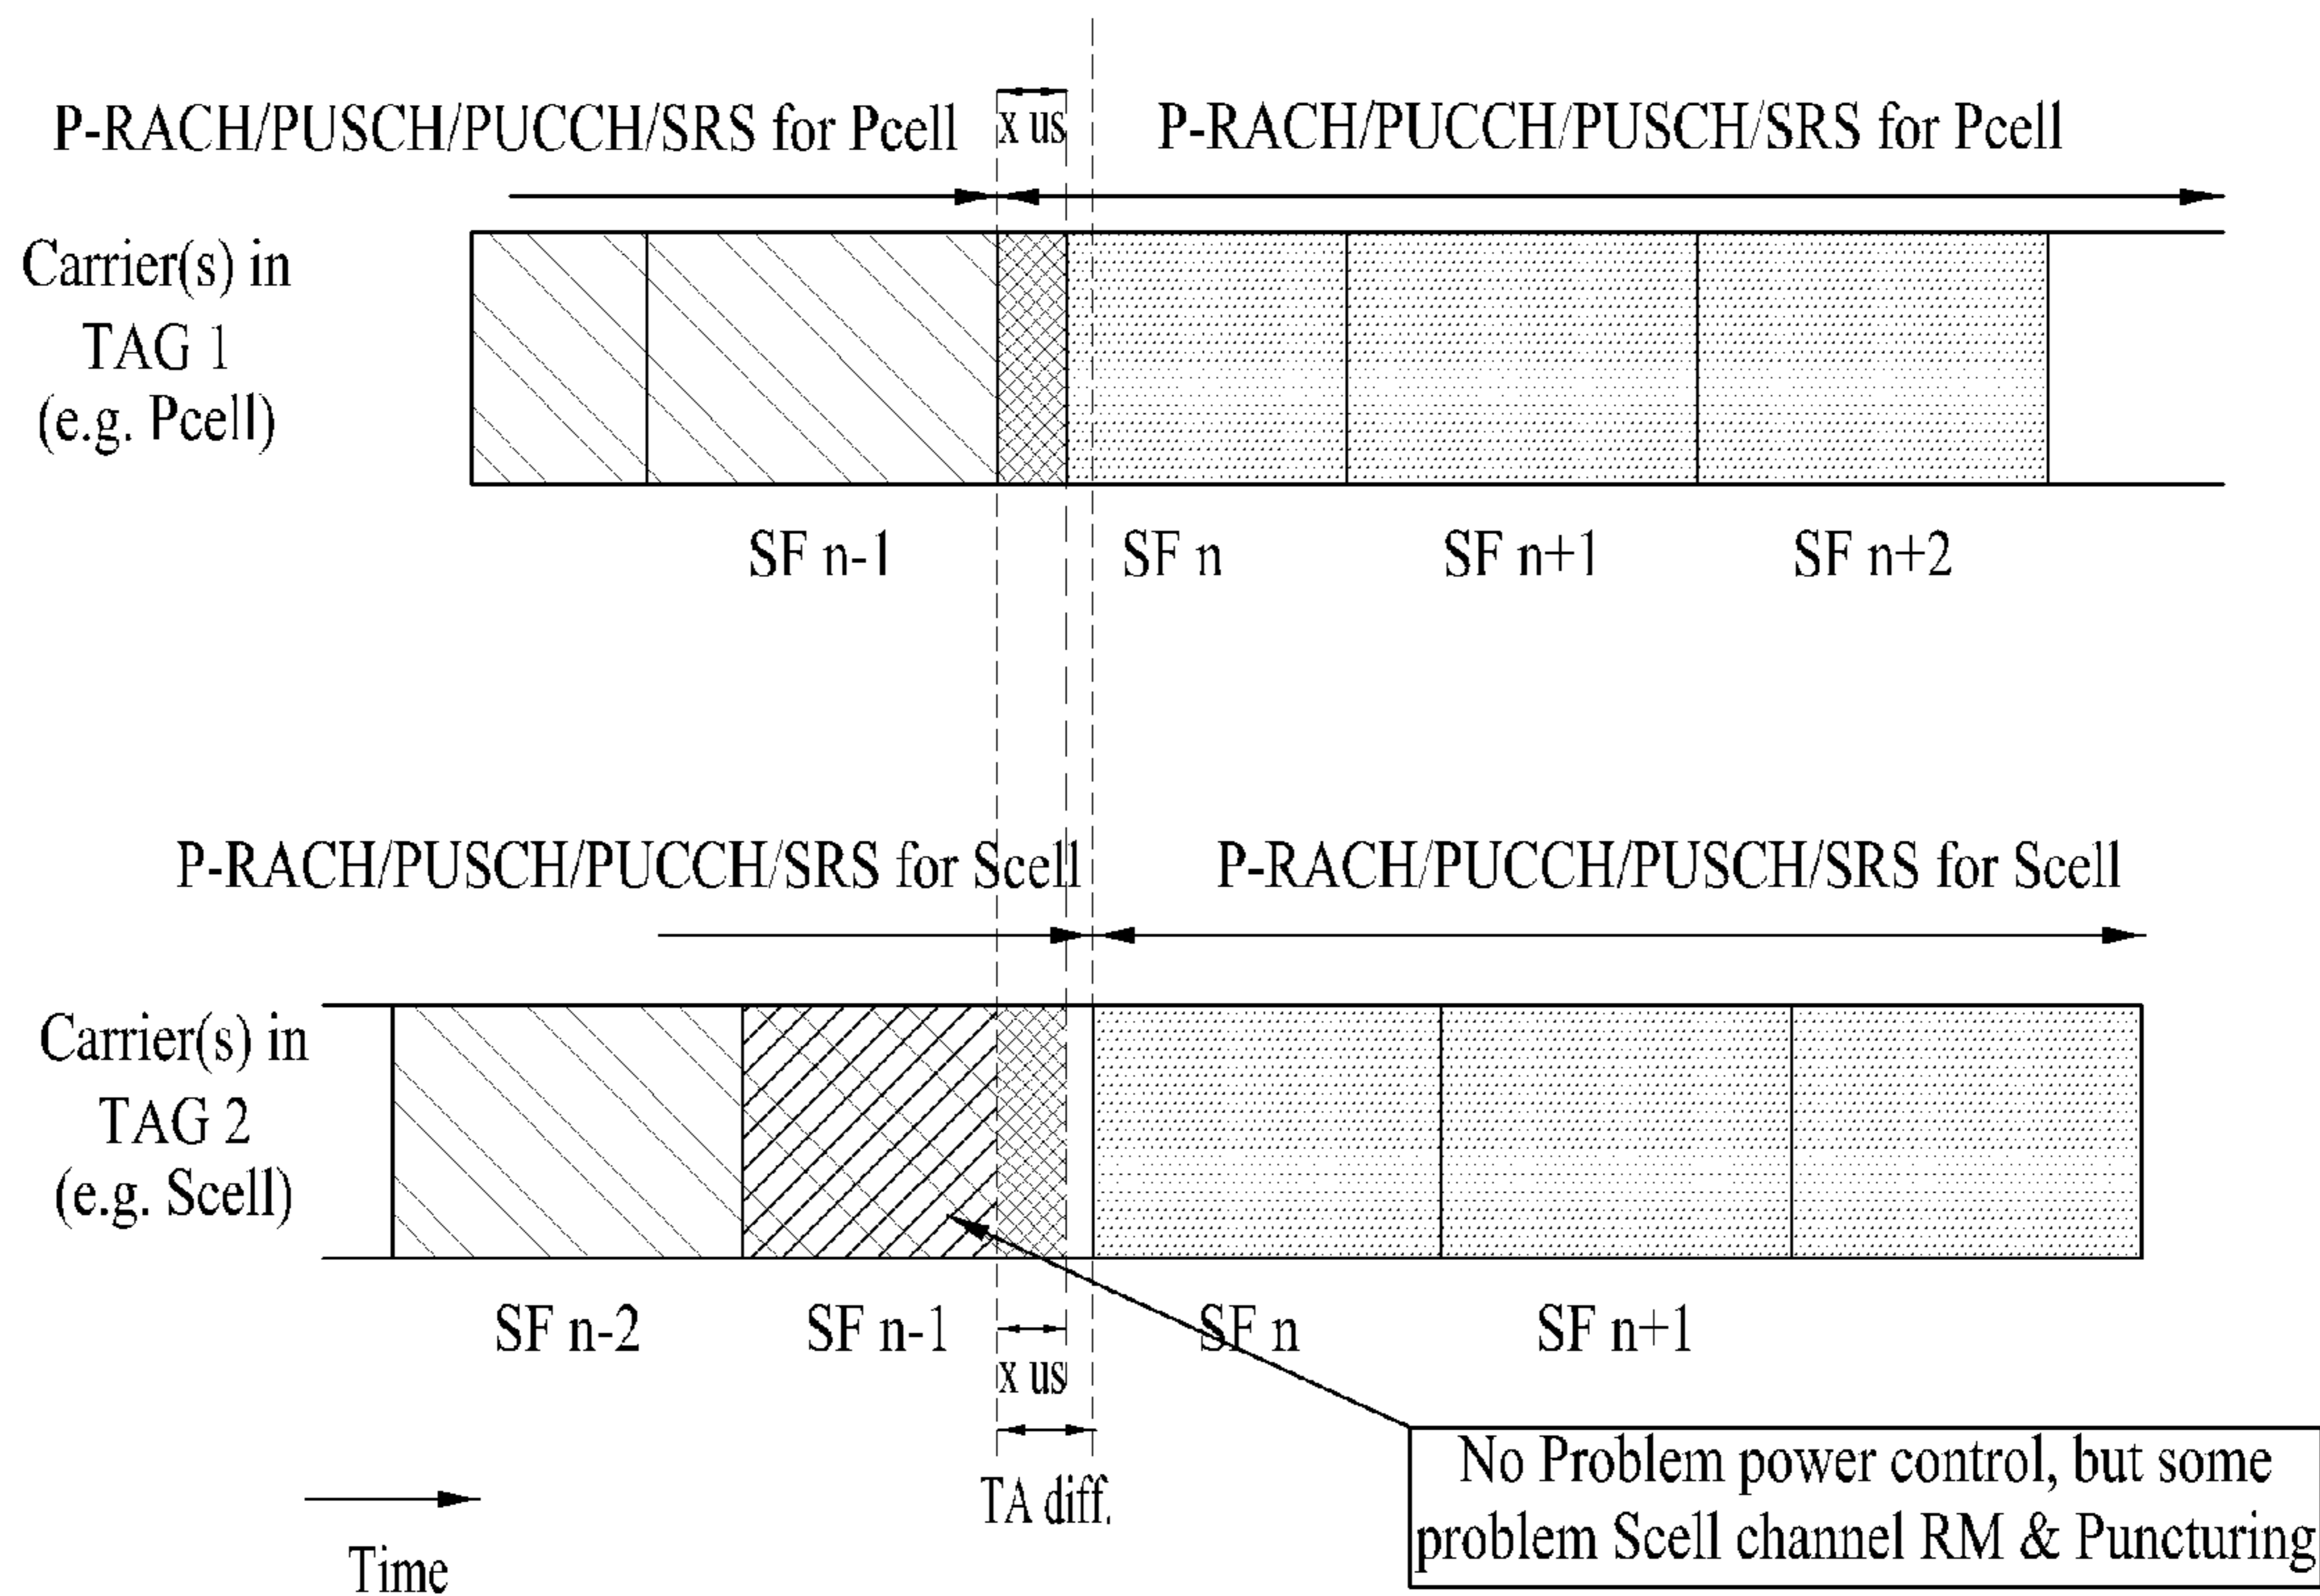 P-RACH/PUSCH/PUCCH/SRS for Pcell
x us
P-RACH/PUCCH/PUSCH/SRS for Pcell
Carrier(s) in
TAG 1
(e.g. Pcell)
SF n-1
SF n
SF n+1
SF n+2
P-RACH/PUSCH/PUCCH/SRS for Scell
P-RACH/PUCCH/PUSCH/SRS for Scell
Carrier(s) in
TAG 2
(e.g. Scell)
SF n-2
SF n-1
SF n
SF n+1
x us
TA diff.
Time
No Problem power control, but some
problem Scell channel RM & Puncturing